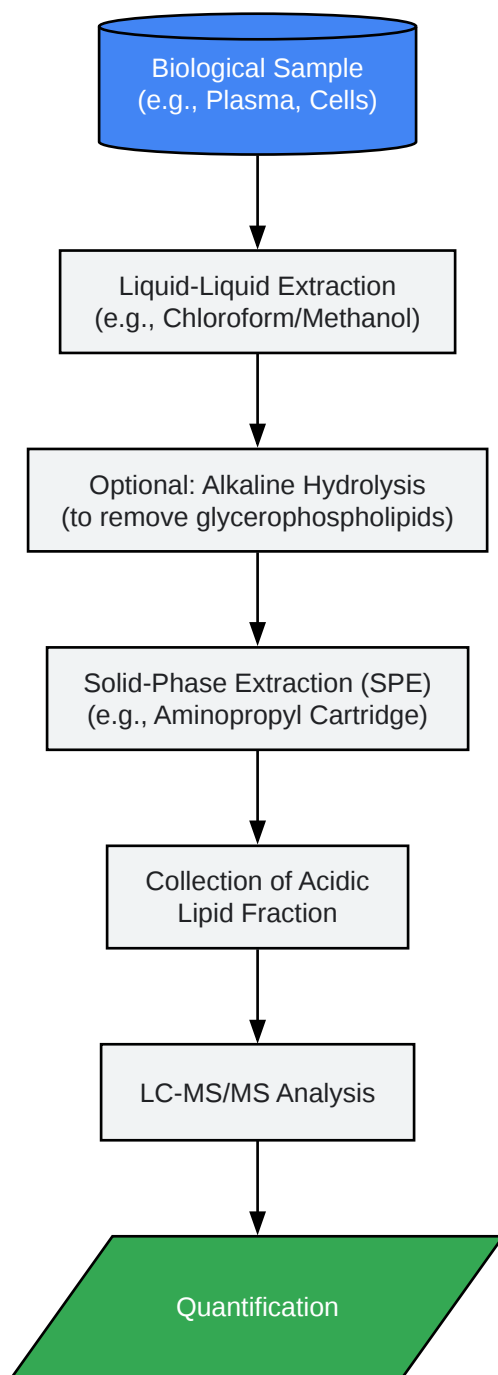 Biological Sample
(e.g., Plasma, Cells)
Liquid-Liquid Extraction
(e.g., Chloroform/Methanol)
Optional: Alkaline Hydrolysis
(to remove glycerophospholipids)
Solid-Phase Extraction (SPE)
(e.g., Aminopropyl Cartridge)
Collection of Acidic
Lipid Fraction
LC-MS/MS Analysis
Quantification